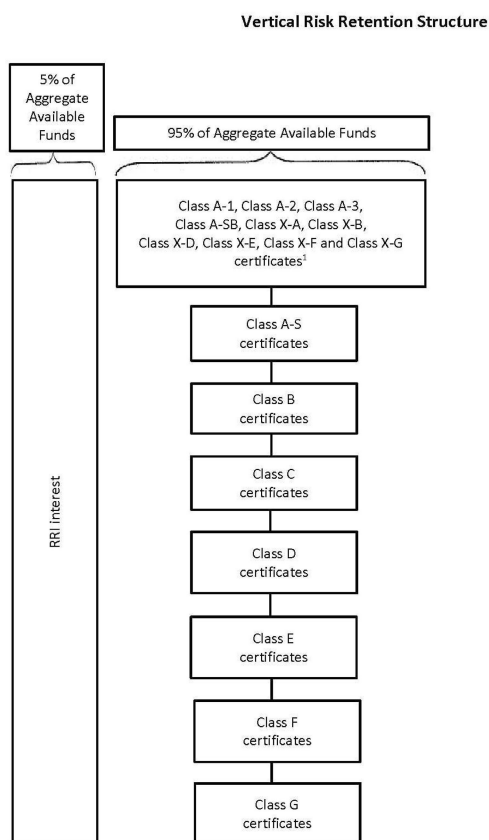 Vertical Risk Retention Structure
5% of
Aggregate
Available
Funds
95% of Aggregate Available Funds
RRI interest
Class A-1, Class A-2, Class A-3,
Class A-SB, Class X-A, Class X-B,
Class X-D, Class X-E, Class X-F and Class X-G
certificates¹
Class A-S
certificates
Class B
certificates
Class C
certificates
Class D
certificates
Class E
certificates
Class F
certificates
Class G
certificates